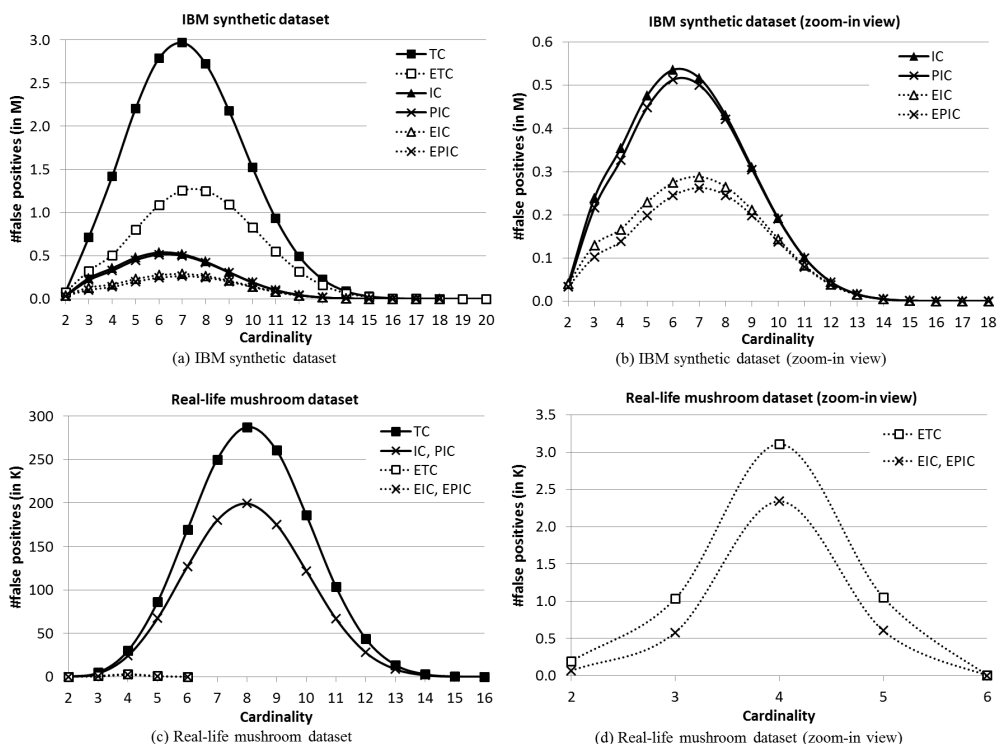 IBM synthetic dataset
#false positives (in M)
3.0
2.5
2.0
1.5
1.0
0.5
0.0
TC
ETC
IC
PIC
EIC
EPIC
2 3 4 5 6 7 8 9 10 11 12 13 14 15 16 17 18 19 20
Cardinality
(a) IBM synthetic dataset
IBM synthetic dataset (zoom-in view)
#false positives (in M)
0.6
0.5
0.4
0.3
0.2
0.1
0.0
IC
PIC
EIC
EPIC
2 3 4 5 6 7 8 9 10 11 12 13 14 15 16 17 18
Cardinality
(b) IBM synthetic dataset (zoom-in view)
Real-life mushroom dataset
#false positives (in K)
300
250
200
150
100
50
0
TC
IC, PIC
ETC
EIC, EPIC
2 3 4 5 6 7 8 9 10 11 12 13 14 15 16
Cardinality
(c) Real-life mushroom dataset
Real-life mushroom dataset (zoom-in view)
#false positives (in K)
3.5
3.0
2.5
2.0
1.5
1.0
0.5
0.0
ETC
EIC, EPIC
2 3 4 5 6
Cardinality
(d) Real-life mushroom dataset (zoom-in view)